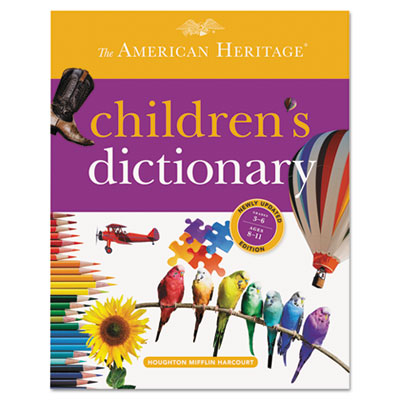 The AMERICAN HERITAGE®
children's
dictionary
NEWLY UPDATED
GRADES
3–6
AGES
8–11
EDITION
HOUGHTON MIFFLIN HARCOURT